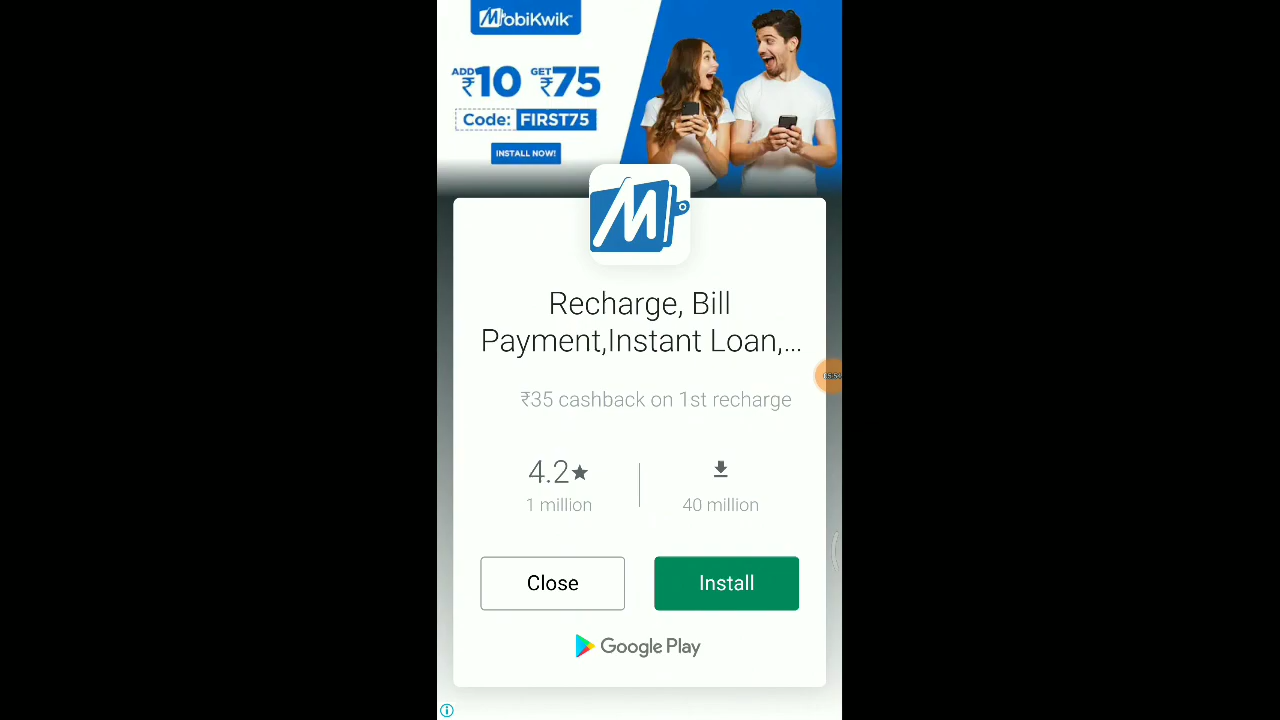 MobiKwik
ADD ₹10 GET ₹75
Code: FIRST75
INSTALL NOW!
Recharge, Bill
Payment,Instant Loan,...
₹35 cashback on 1st recharge
4.2★
1 million
40 million
Close
Install
Google Play